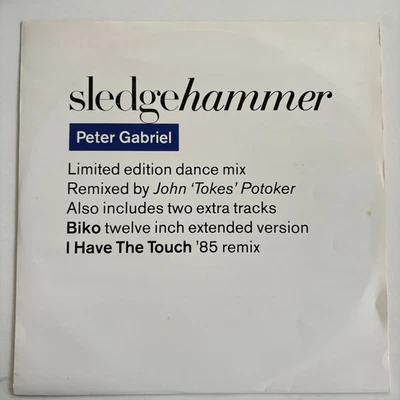 sledgehammer
Peter Gabriel
Limited edition dance mix
Remixed by John ‘Tokes’ Potoker
Also includes two extra tracks
Biko twelve inch extended version
I Have The Touch ’85 remix